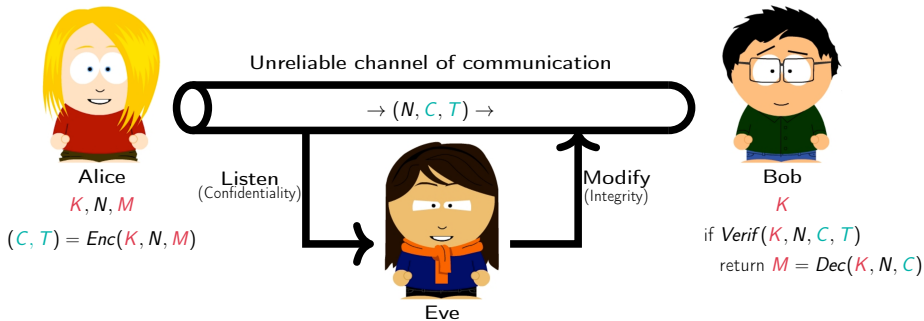 Unreliable channel of communication
→ (N, C, T) →
Alice
K, N, M
(C, T) = Enc(K, N, M)
Listen
(Confidentiality)
Eve
Modify
(Integrity)
Bob
K
if Verif(K, N, C, T)
return M = Dec(K, N, C)